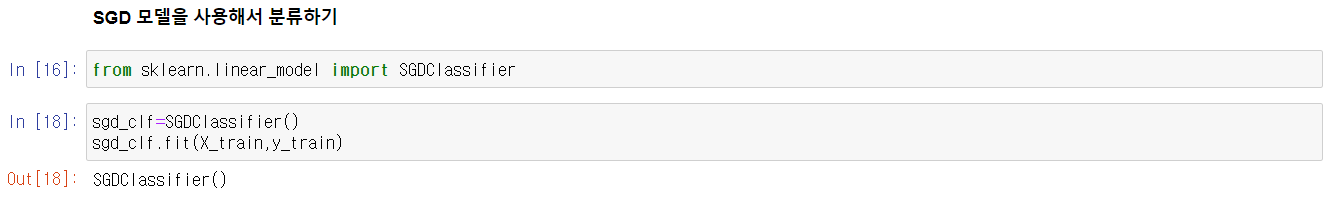 SGD 모델을 사용해서 분류하기
In [16]: from sklearn.linear_model import SGDClassifier
In [18]: sgd_clf=SGDClassifier()
sgd_clf.fit(X_train,y_train)
Out[18]: SGDClassifier()